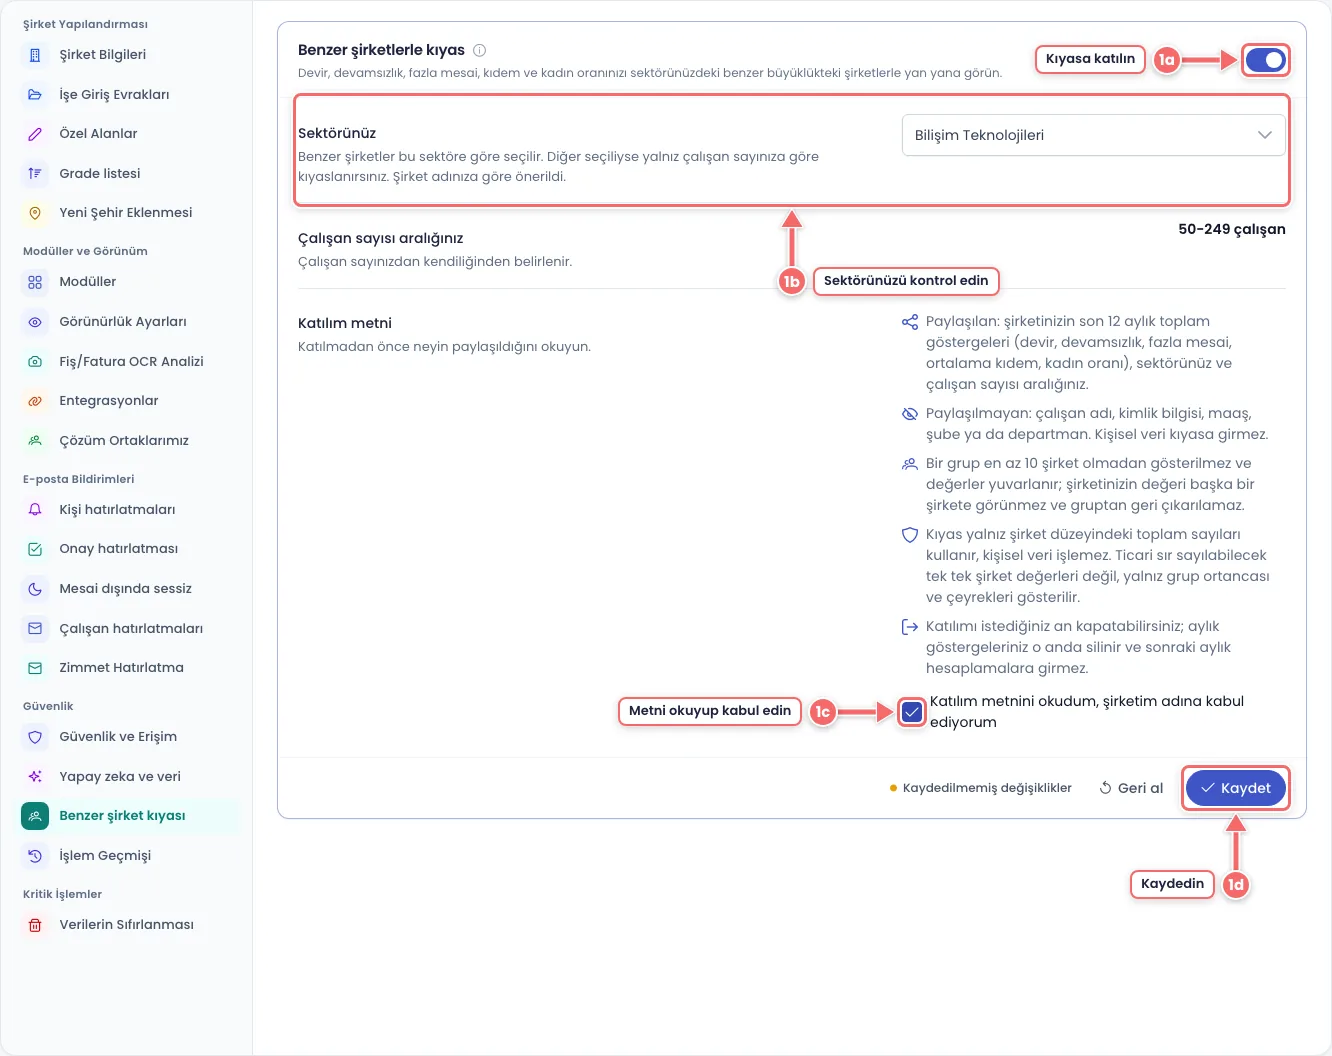 Şirket Yapılandırması
Şirket Bilgileri
İşe Giriş Evrakları
Özel Alanlar
Grade listesi
Yeni Şehir Eklenmesi
Modüller ve Görünüm
Modüller
Görünürlük Ayarları
Fiş/Fatura OCR Analizi
Entegrasyonlar
Çözüm Ortaklarımız
E-posta Bildirimleri
Kişi hatırlatmaları
Onay hatırlatması
Mesai dışında sessiz
Çalışan hatırlatmaları
Zimmet Hatırlatma
Güvenlik
Güvenlik ve Erişim
Yapay zeka ve veri
Benzer şirket kıyası
İşlem Geçmişi
Kritik İşlemler
Verilerin Sıfırlanması
Benzer şirketlerle kıyas
Devir, devamsızlık, fazla mesai, kıdem ve kadın oranınızı sektörünüzdeki benzer büyüklükteki şirketlerle yan yana görün.
Kıyasa katılın
1a
Sektörünüz
Benzer şirketler bu sektöre göre seçilir. Diğer seçiliyse yalnız çalışan sayınıza göre
kıyaslanırsınız. Şirket adınıza göre önerildi.
Bilişim Teknolojileri
Çalışan sayısı aralığınız
Çalışan sayınızdan kendiliğinden belirlenir.
50-249 çalışan
1b
Sektörünüzü kontrol edin
Katılım metni
Katılmadan önce neyin paylaşıldığını okuyun.
Paylaşılan: şirketinizin son 12 aylık toplam
göstergeleri (devir, devamsızlık, fazla mesai,
ortalama kıdem, kadın oranı), sektörünüz ve
çalışan sayısı aralığınız.
Paylaşılmayan: çalışan adı, kimlik bilgisi, maaş,
şube ya da departman. Kişisel veri kıyasa girmez.
Bir grup en az 10 şirket olmadan gösterilmez ve
değerler yuvarlanır; şirketinizin değeri başka bir
şirkete görünmez ve gruptan geri çıkarılamaz.
Kıyas yalnız şirket düzeyindeki toplam sayıları
kullanır, kişisel veri işlemez. Ticari sır sayılabilecek
tek tek şirket değerleri değil, yalnız grup ortancası
ve çeyrekleri gösterilir.
Katılımı istediğiniz an kapatabilirsiniz; aylık
göstergeleriniz o anda silinir ve sonraki aylık
hesaplamalara girmez.
Metni okuyup kabul edin
1c
Katılım metnini okudum, şirketim adına kabul
ediyorum
Kaydedilmemiş değişiklikler
Geri al
Kaydet
Kaydedin
1d